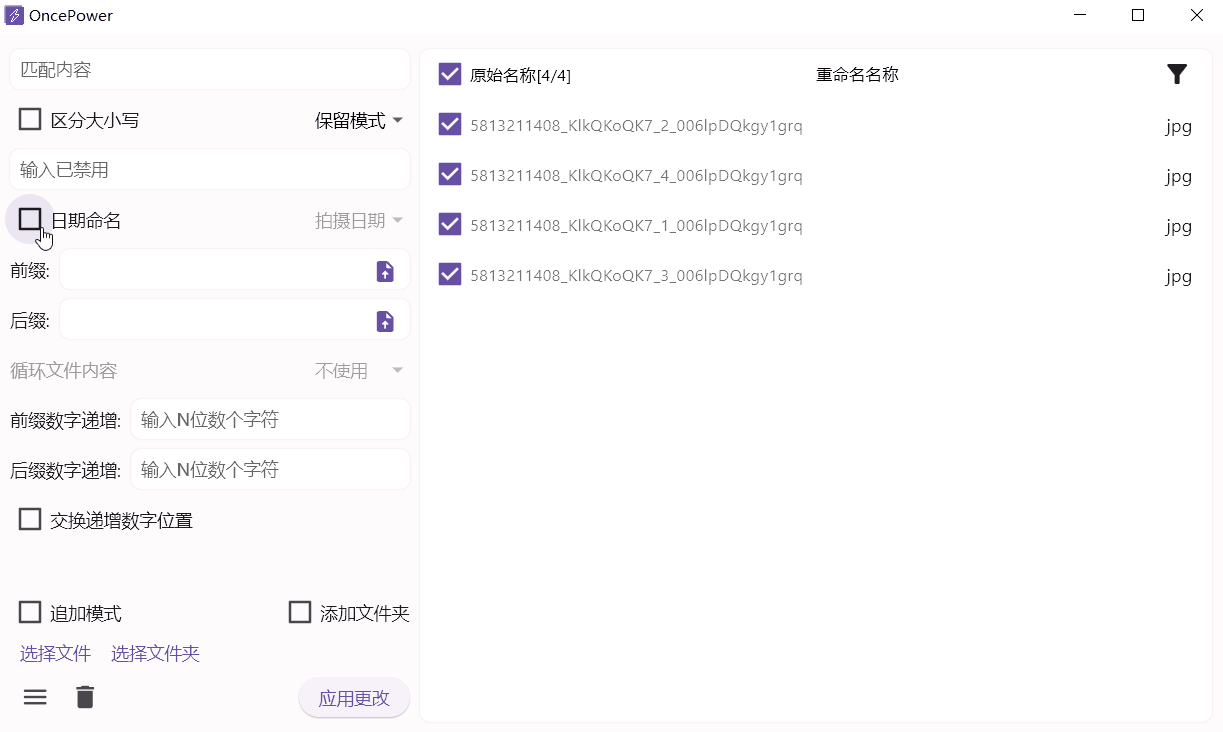 OncePower
匹配内容
区分大小写 保留模式
输入已禁用
日期命名 拍摄日期
前缀:
后缀:
循环文件内容 不使用
前缀数字递增: 输入N位数个字符
后缀数字递增: 输入N位数个字符
交换递增数字位置
追加模式 添加文件夹
选择文件 选择文件夹
应用更改
原始名称[4/4] 重命名名称
5813211408_KlkQKoQK7_2_006lpDQkgy1grq jpg
5813211408_KlkQKoQK7_4_006lpDQkgy1grq jpg
5813211408_KlkQKoQK7_1_006lpDQkgy1grq jpg
5813211408_KlkQKoQK7_3_006lpDQkgy1grq jpg